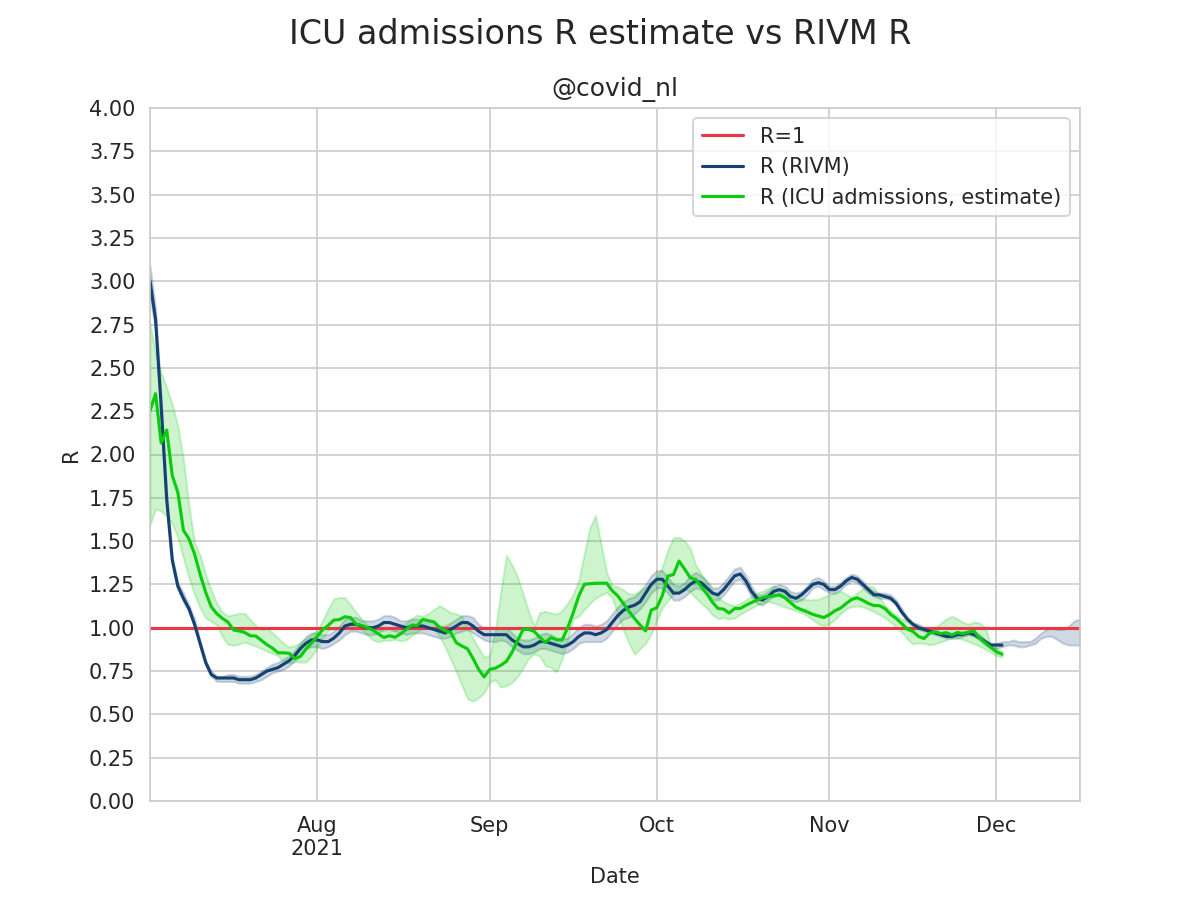 ICU admissions R estimate vs RIVM R
@covid_nl
4.00
3.75
3.50
3.25
3.00
2.75
2.50
2.25
2.00
1.75
1.50
1.25
1.00
0.75
0.50
0.25
0.00
R
R=1
R (RIVM)
R (ICU admissions, estimate)
Aug
2021
Sep
Oct
Nov
Dec
Date